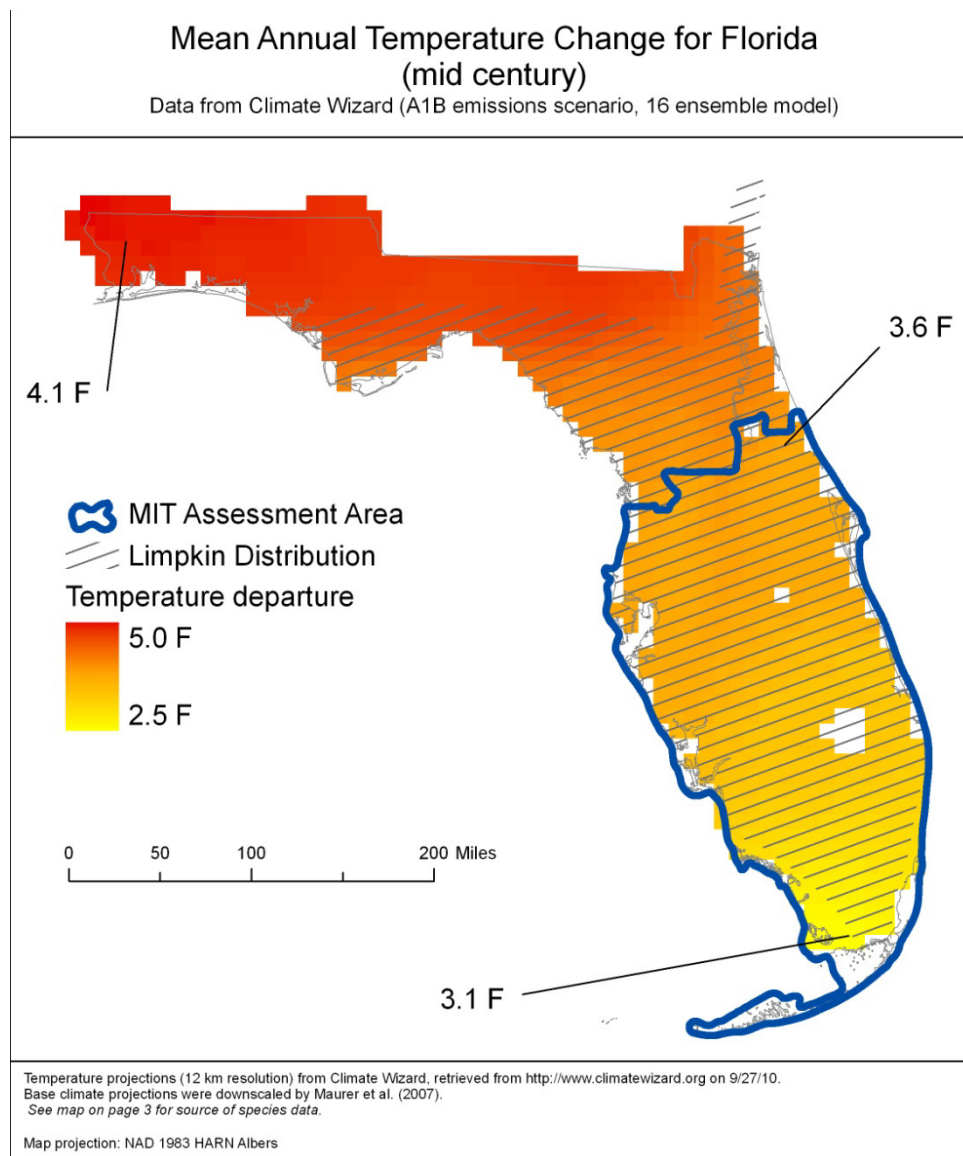 Mean Annual Temperature Change for Florida
(mid century)
Data from Climate Wizard (A1B emissions scenario, 16 ensemble model)
3.6 F
4.1 F
MIT Assessment Area
Limpkin Distribution
Temperature departure
5.0 F
2.5 F
0 50 100 200 Miles
3.1 F
Temperature projections (12 km resolution) from Climate Wizard, retrieved from http://www.climatewizard.org on 9/27/10.
Base climate projections were downscaled by Maurer et al. (2007).
See map on page 3 for source of species data.
Map projection: NAD 1983 HARN Albers